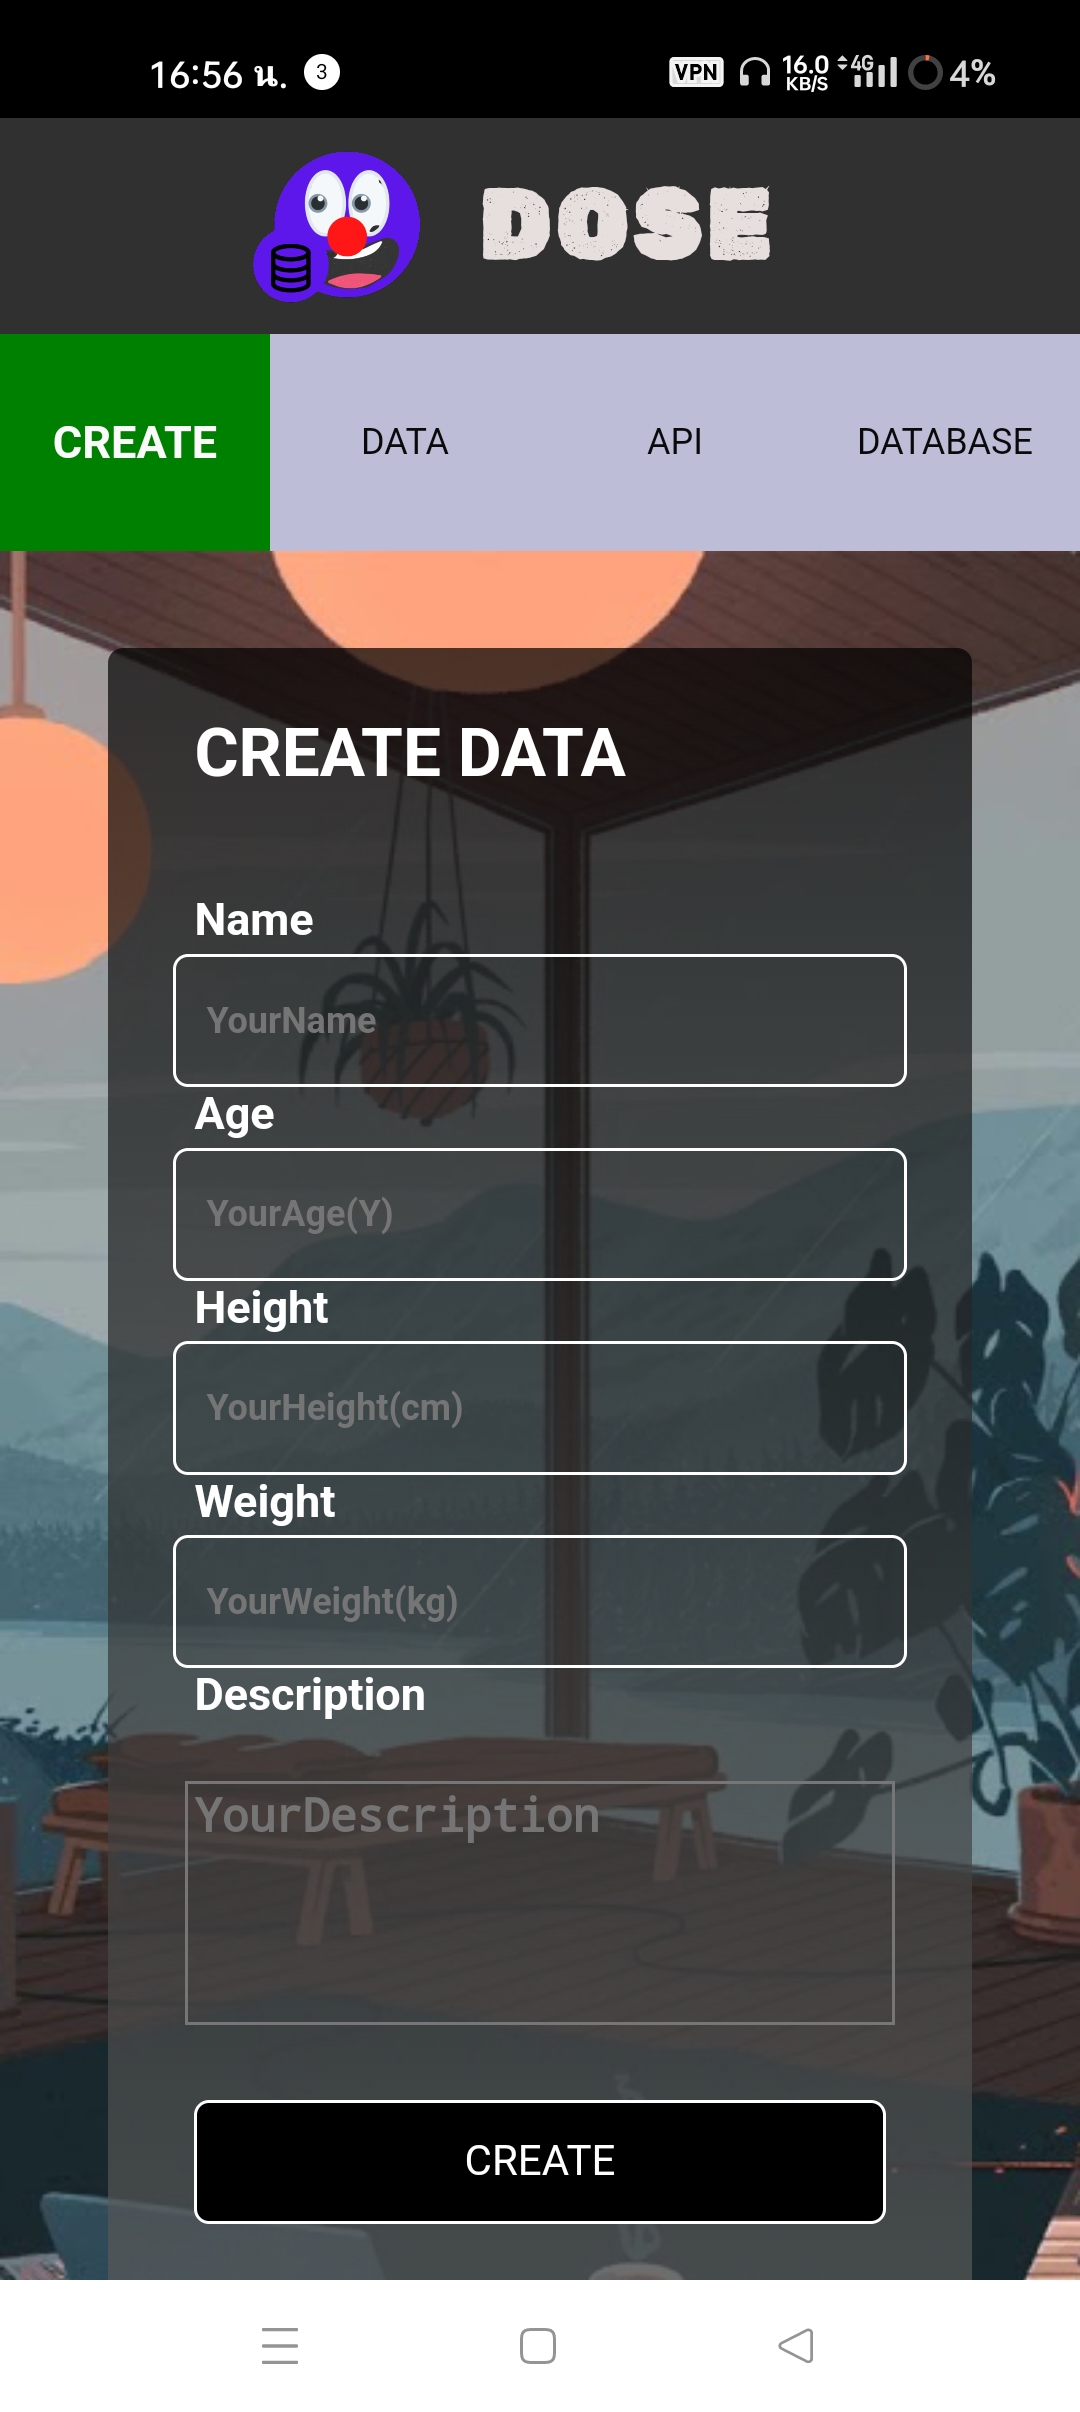 16:56 น. 3 VPN 16.0 KB/S 4G 4%
DOSE
CREATE DATA API DATABASE
CREATE DATA
Name
YourName
Age
YourAge(Y)
Height
YourHeight(cm)
Weight
YourWeight(kg)
Description
YourDescription
CREATE